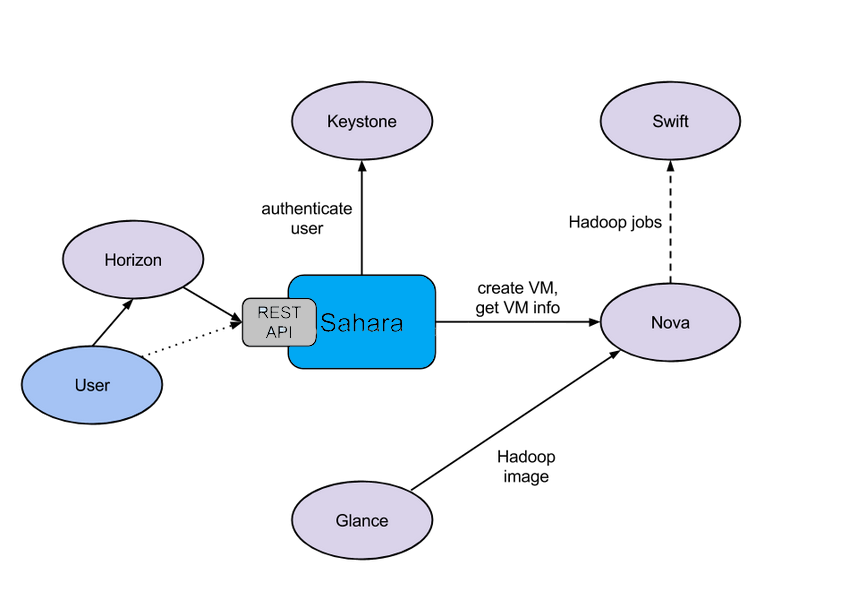 Keystone
Swift
authenticate
user
Hadoop jobs
Horizon
create VM,
get VM info
REST
API
Sahara
Nova
User
Hadoop
image
Glance